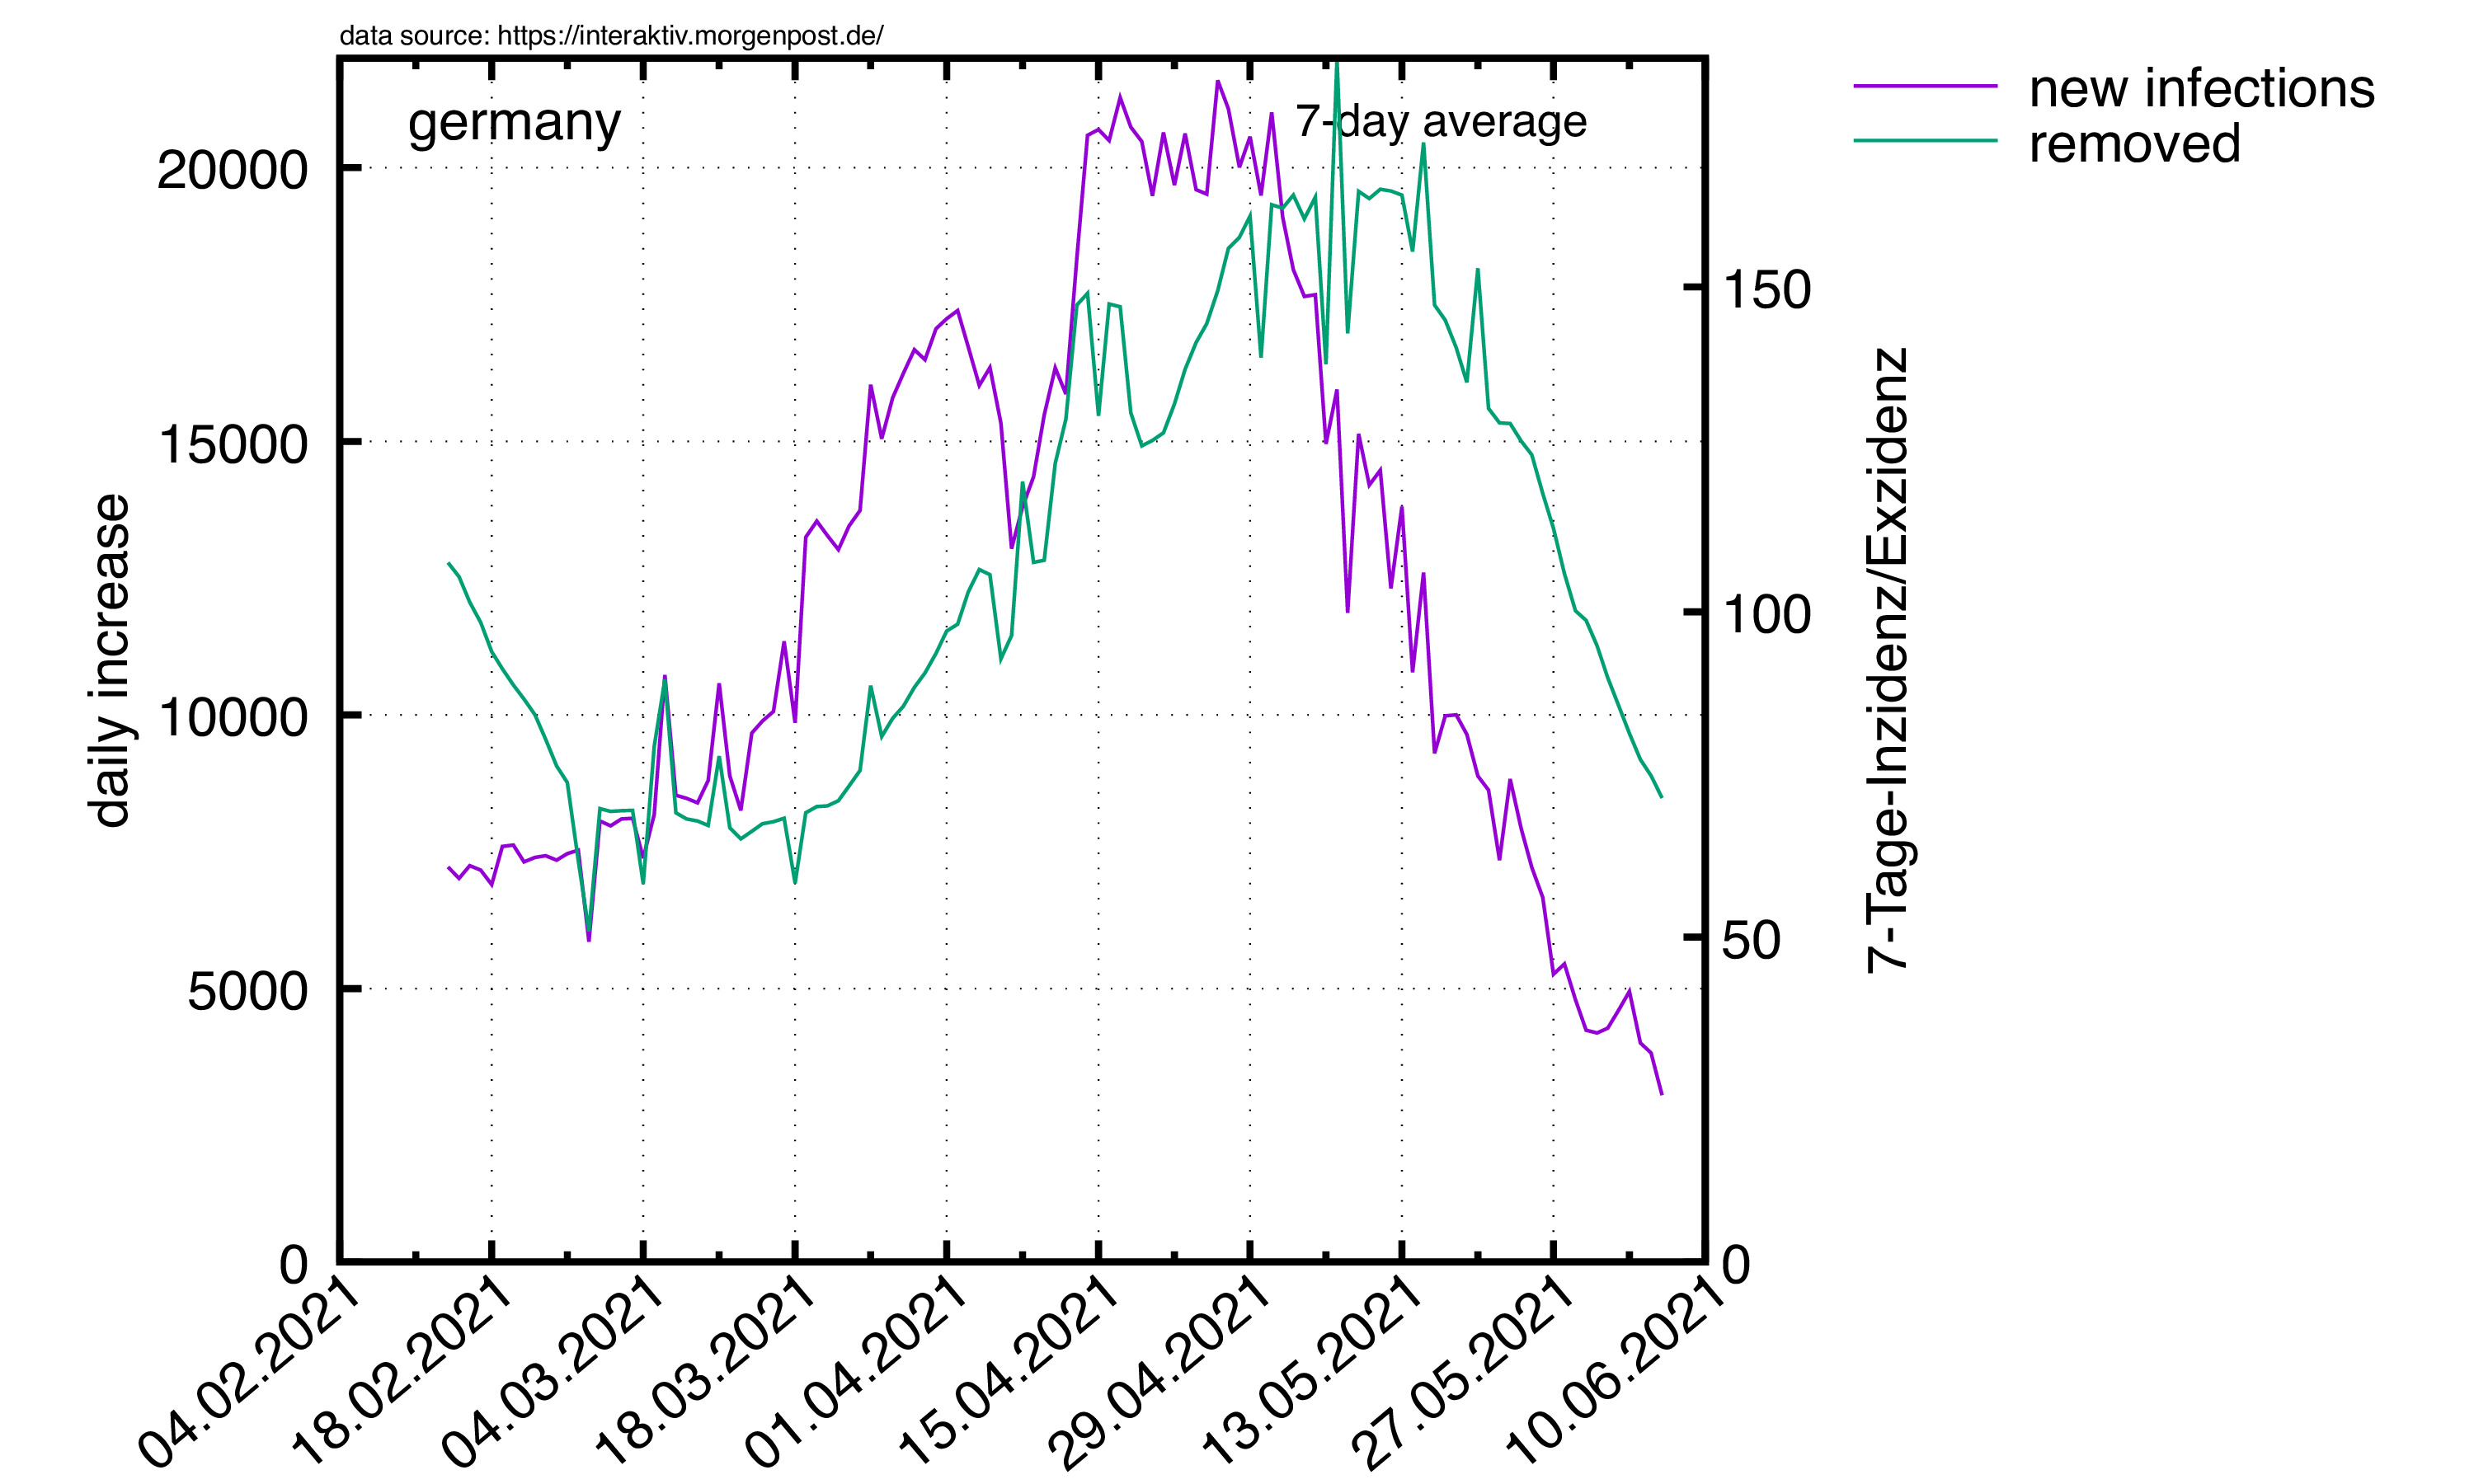 data source: https://interaktiv.morgenpost.de/
germany
7-day average
new infections
removed
daily increase
20000
15000
10000
5000
0
150
100
50
0
7-Tage-Inzidenz/Exzidenz
04.02.2021
18.02.2021
04.03.2021
18.03.2021
01.04.2021
15.04.2021
29.04.2021
13.05.2021
27.05.2021
10.06.2021